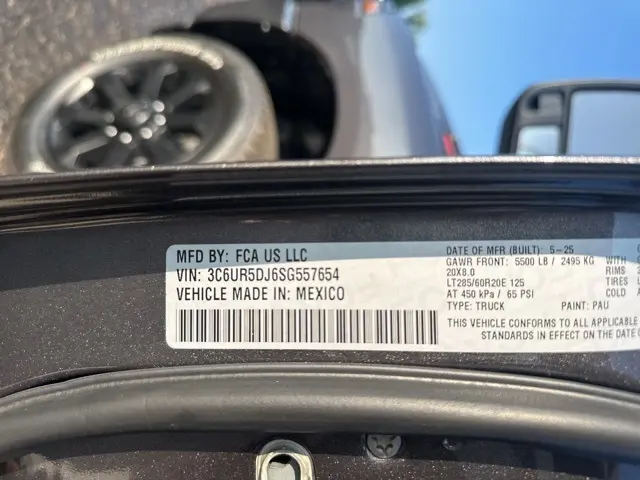 MFD BY: FCA US LLC
VIN: 3C6UR5DJ6SG557654
VEHICLE MADE IN: MEXICO
DATE OF MFR (BUILT): 5-25
GAWR FRONT: 5500 LB / 2495 KG WITH
20X8.0 RIMS
LT285/60R20E 125 TIRES
AT 450 kPa / 65 PSI COLD
TYPE: TRUCK PAINT: PAU
THIS VEHICLE CONFORMS TO ALL APPLICABLE
STANDARDS IN EFFECT ON THE DATE